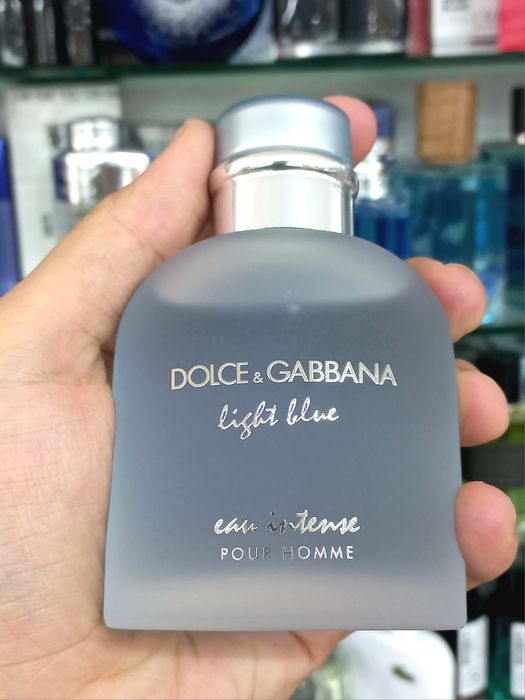 DOLCE & GABBANA
light blue
eau intense
POUR HOMME